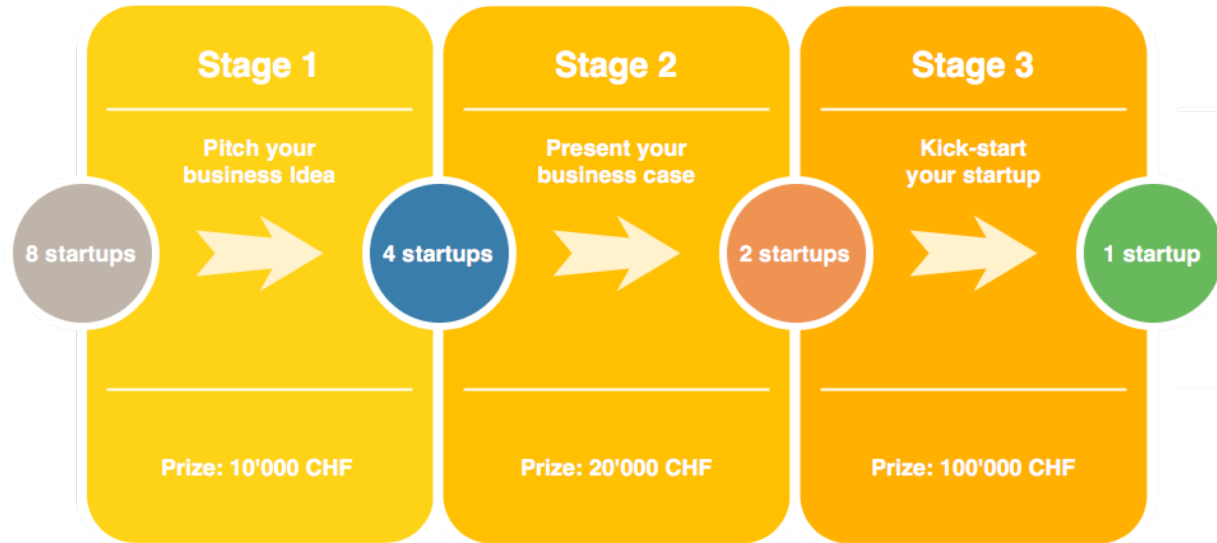 Stage 1
Stage 2
Stage 3
Pitch your
business idea
Present your
business case
Kick-start
your startup
8 startups
4 startups
2 startups
1 startup
Prize: 10'000 CHF
Prize: 20'000 CHF
Prize: 100'000 CHF